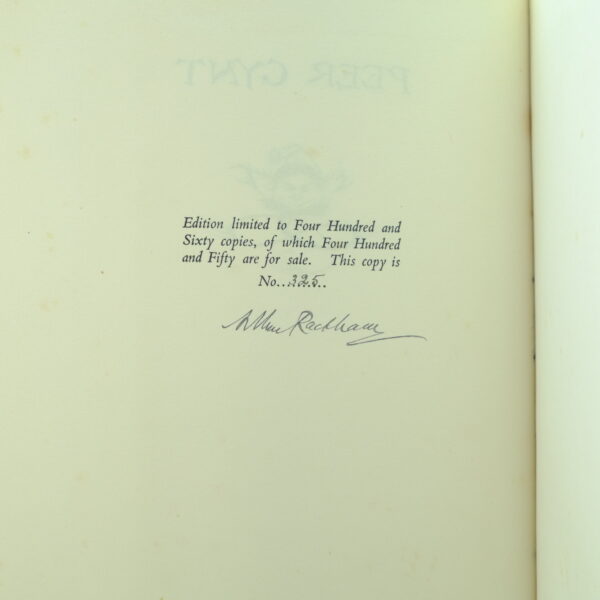 PEER GYNT
Edition limited to Four Hundred and
Sixty copies, of which Four Hundred
and Fifty are for sale. This copy is
No...325..
Arthur Rackham